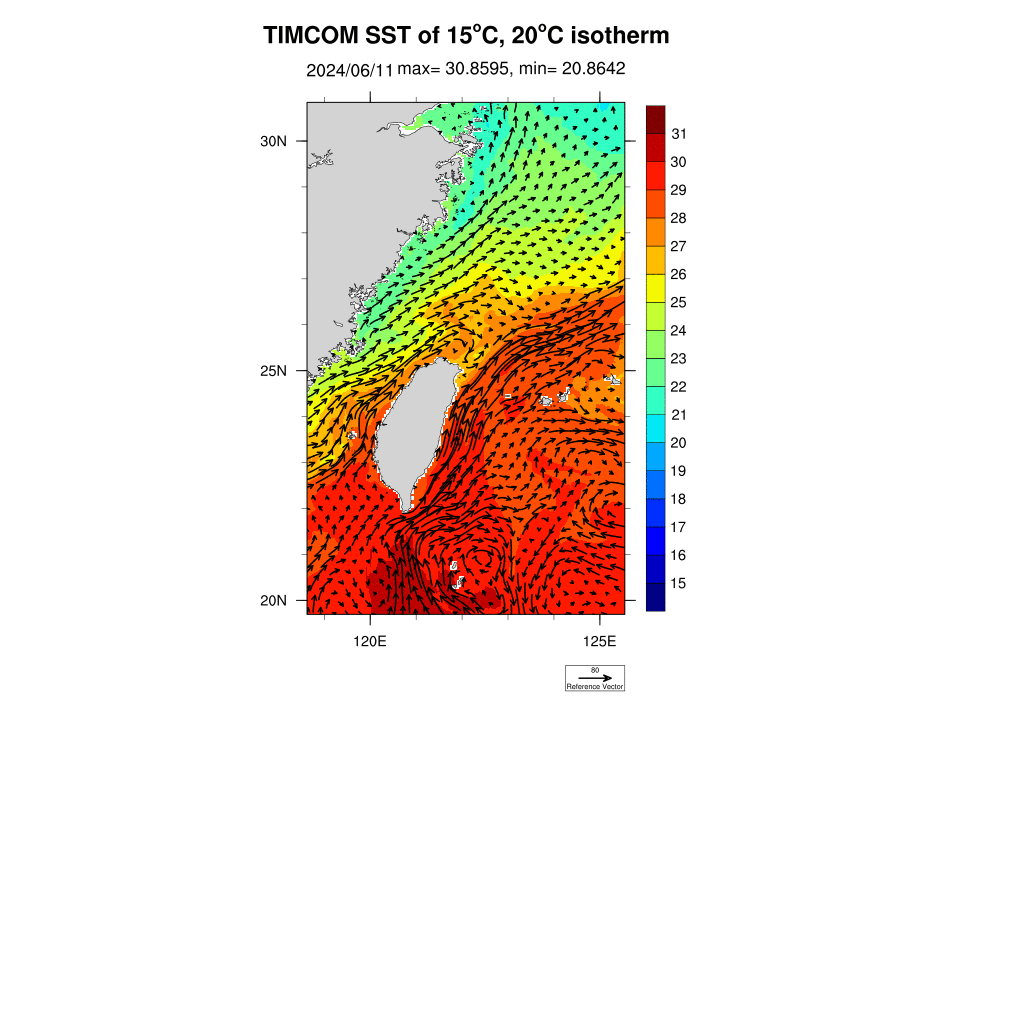 TIMCOM SST of 15°C, 20°C isotherm
2024/06/11 max= 30.8595, min= 20.8642
30N
25N
20N
120E
125E
31
30
29
28
27
26
25
24
23
22
21
20
19
18
17
16
15
80
Reference Vector